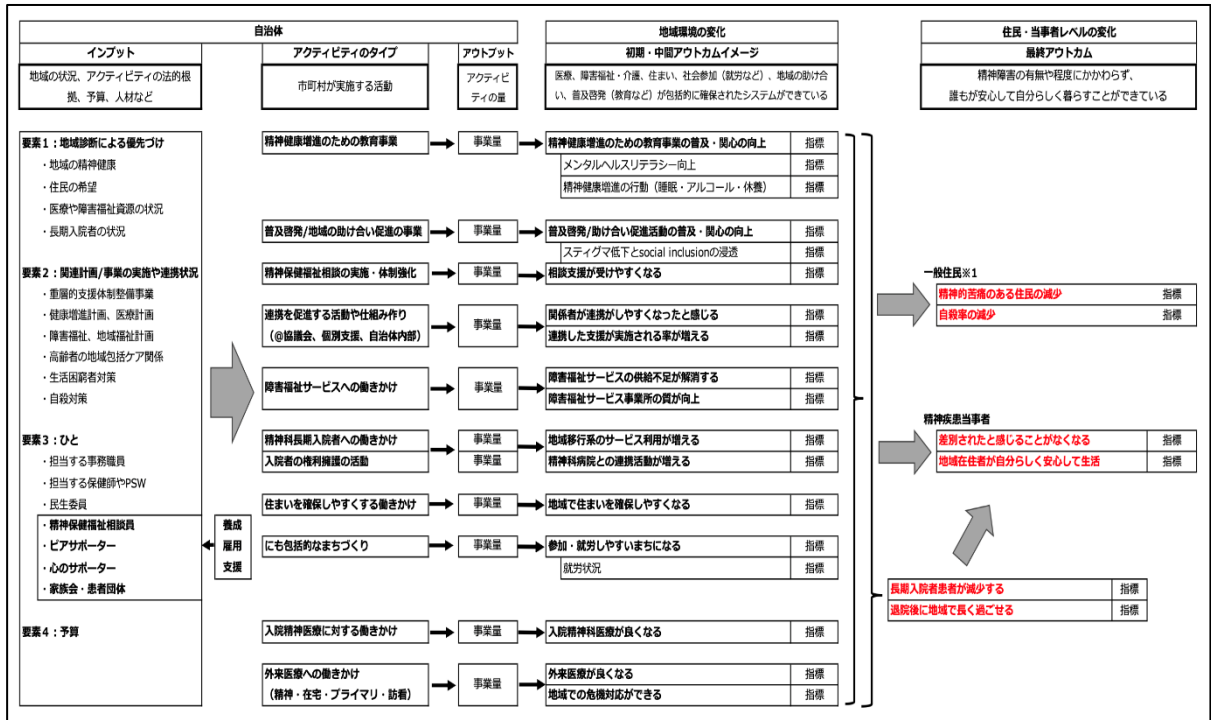 自治体
インプット
アクティビティのタイプ
アウトプット
地域の状況、アクティビティの法的根
拠、予算、人材など
市町村が実施する活動
アクティビ
ティの量
地域環境の変化
初期・中間アウトカムイメージ
医療、障害福祉・介護、住まい、社会参加（就労など）、地域の助け合
い、普及啓発（教育など）が包括的に確保されたシステムができている
住民・当事者レベルの変化
最終アウトカム
精神障害の有無や程度にかかわらず、
誰もが安心して自分らしく暮らすことができている
要素1：地域診断による優先づけ
・地域の精神健康
・住民の希望
・医療や障害福祉資源の状況
・長期入院者の状況
要素2：関連計画/事業の実施や連携状況
・重層的支援体制整備事業
・健康増進計画、医療計画
・障害福祉、地域福祉計画
・高齢者の地域包括ケア関係
・生活困窮者対策
・自殺対策
要素3：ひと
・担当する事務職員
・担当する保健師やPSW
・民生委員
・精神保健福祉相談員
・ピアサポーター
・心のサポーター
・家族会・患者団体
養成
雇用
支援
要素4：予算
精神健康増進のための教育事業
事業量
精神健康増進のための教育事業の普及・関心の向上
指標
メンタルヘルスリテラシー向上
指標
精神健康増進の行動（睡眠・アルコール・休養）
指標
普及啓発/地域の助け合い促進の事業
事業量
普及啓発/助け合い促進活動の普及・関心の向上
指標
スティグマ低下とsocial inclusionの浸透
指標
精神保健福祉相談の実施・体制強化
事業量
相談支援が受けやすくなる
指標
連携を促進する活動や仕組み作り
（@協議会、個別支援、自治体内部）
事業量
関係者が連携がしやすくなったと感じる
指標
連携した支援が実施される率が増える
指標
障害福祉サービスへの働きかけ
事業量
障害福祉サービスの供給不足が解消する
指標
障害福祉サービス事業所の質が向上
指標
精神科長期入院者への働きかけ
事業量
地域移行系のサービス利用が増える
指標
入院者の権利擁護の活動
事業量
精神科病院との連携活動が増える
指標
住まいを確保しやすくする働きかけ
事業量
地域で住まいを確保しやすくなる
指標
にも包括的なまちづくり
事業量
参加・就労しやすいまちになる
指標
就労状況
指標
入院精神医療に対する働きかけ
事業量
入院精神科医療が良くなる
指標
外来医療への働きかけ
（精神・在宅・プライマリ・訪看）
事業量
外来医療が良くなる
指標
地域での危機対応ができる
指標
一般住民※1
精神的苦痛のある住民の減少
指標
自殺率の減少
指標
精神疾患当事者
差別されたと感じることがなくなる
指標
地域在住者が自分らしく安心して生活
指標
長期入院者患者が減少する
指標
退院後に地域で長く過ごせる
指標